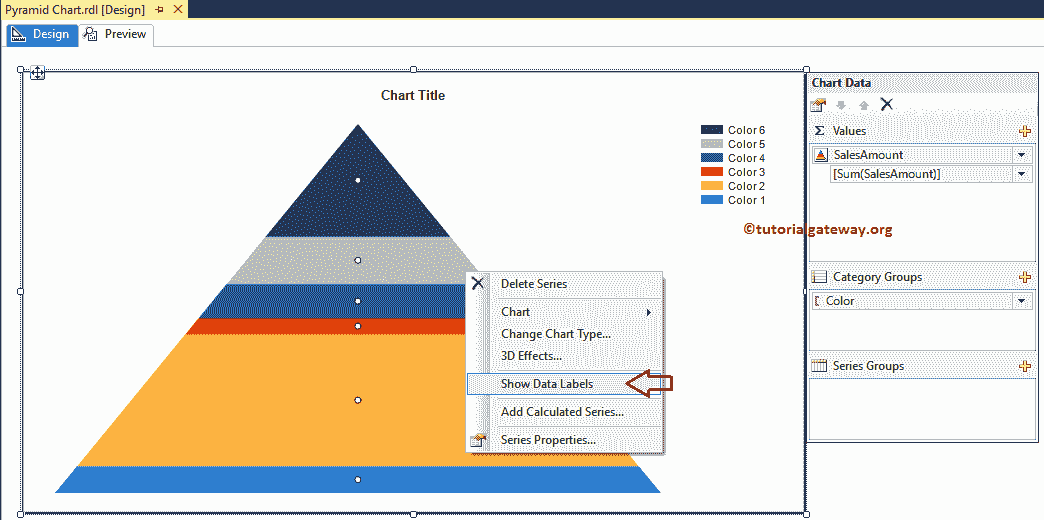 Pyramid Chart.rdl [Design]
Design
Preview
Chart Title
Color 6
Color 5
Color 4
Color 3
Color 2
Color 1
Delete Series
Chart
Change Chart Type...
3D Effects...
Show Data Labels
Add Calculated Series...
Series Properties...
Chart Data
Σ Values
SalesAmount
[Sum(SalesAmount)]
©tutorialgateway.org
Category Groups
Color
Series Groups